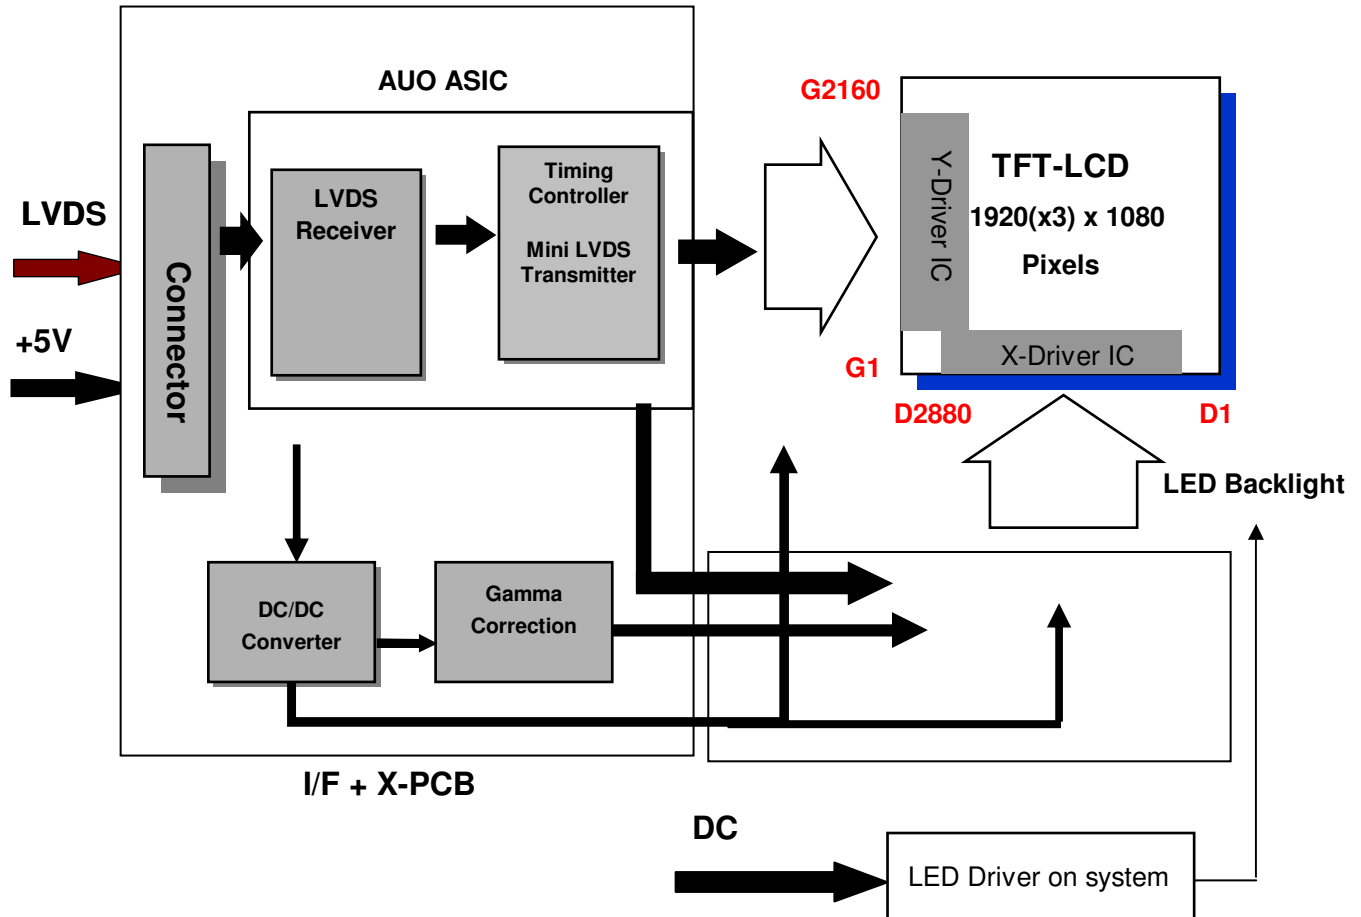 AUO ASIC
G2160
LVDS
+5V
Connector
LVDS
Receiver
Timing
Controller
Mini LVDS
Transmitter
Y-Driver IC
TFT-LCD
1920(x3) x 1080
Pixels
X-Driver IC
G1
D2880
D1
LED Backlight
DC/DC
Converter
Gamma
Correction
I/F + X-PCB
DC
LED Driver on system